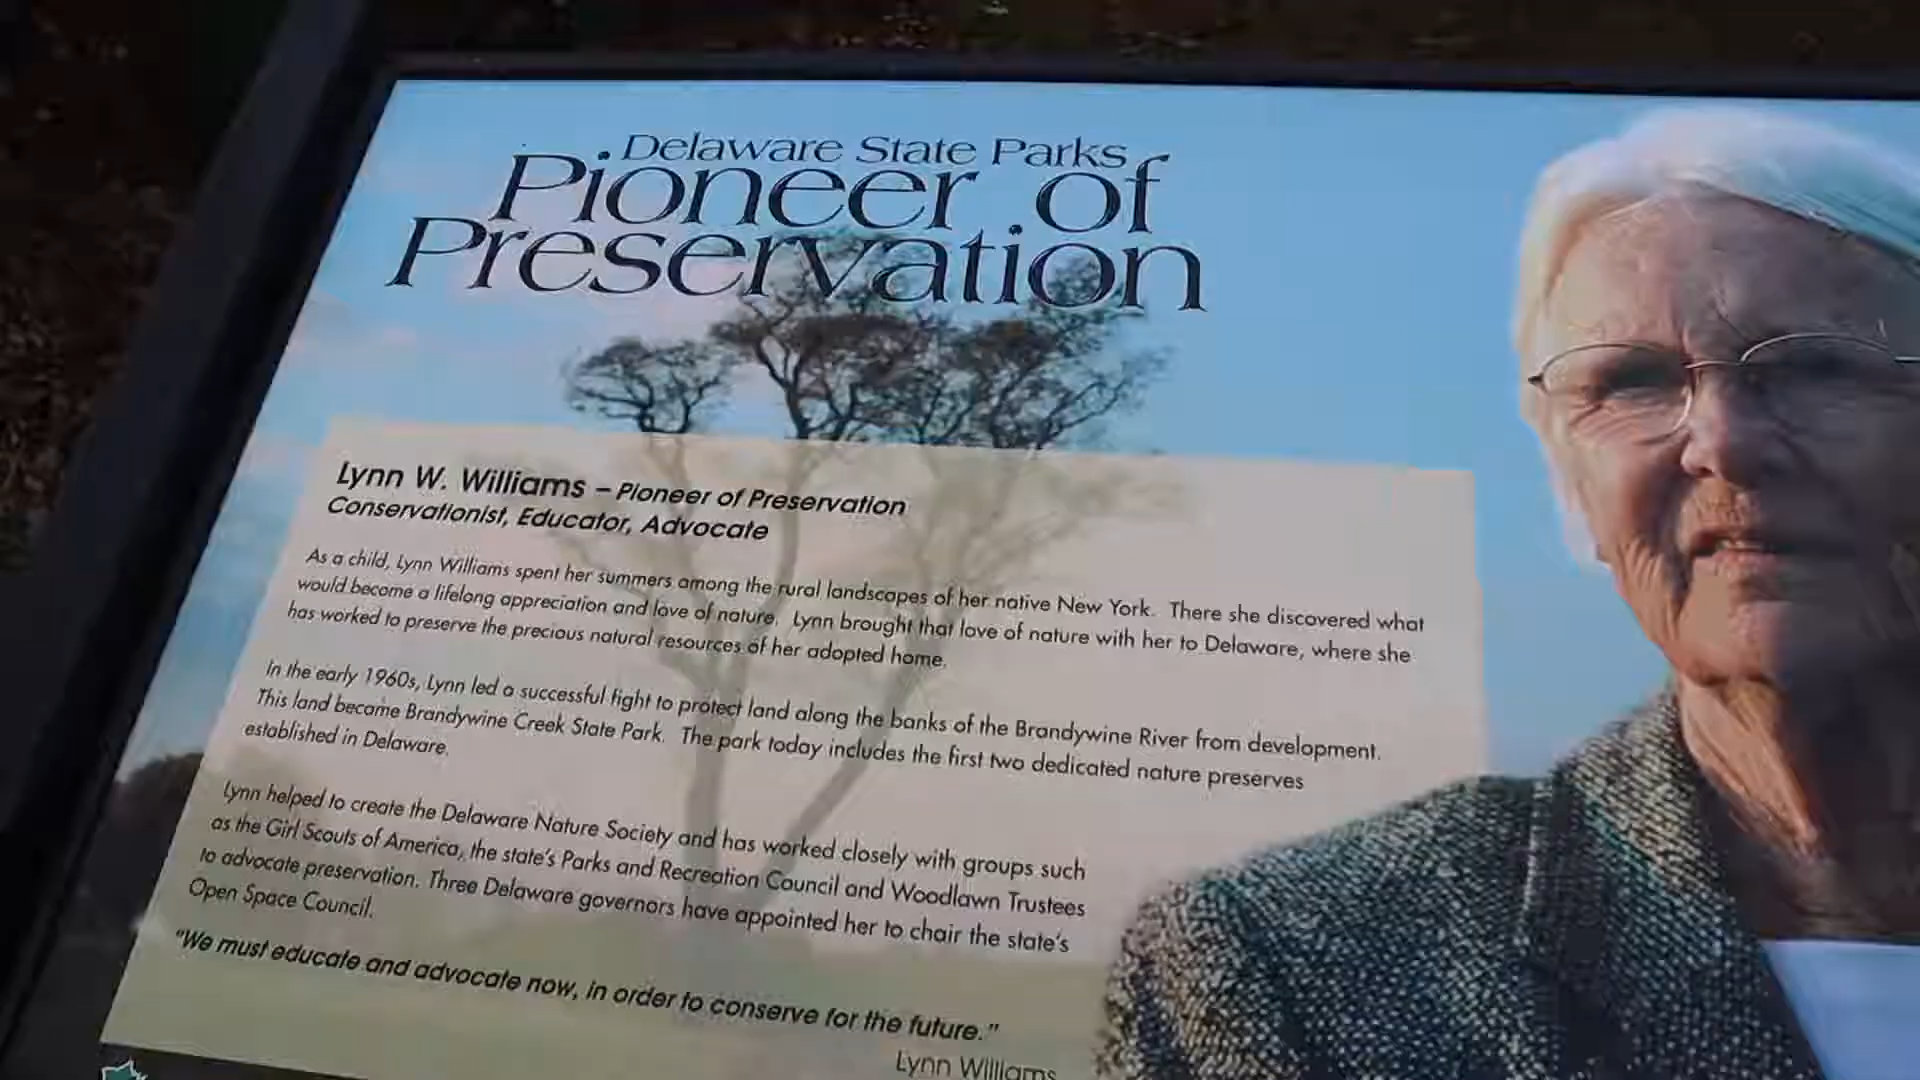 Delaware State Parks
Pioneer of
Preservation
Lynn W. Williams – Pioneer of Preservation
Conservationist, Educator, Advocate
As a child, Lynn Williams spent her summers among the rural landscapes of her native New York. There she discovered what
would become a lifelong appreciation and love of nature. Lynn brought that love of nature with her to Delaware, where she
has worked to preserve the precious natural resources of her adopted home.
In the early 1960s, Lynn led a successful fight to protect land along the banks of the Brandywine River from development.
This land became Brandywine Creek State Park. The park today includes the first two dedicated nature preserves
established in Delaware.
Lynn helped to create the Delaware Nature Society and has worked closely with groups such
as the Girl Scouts of America, the state's Parks and Recreation Council and Woodlawn Trustees
to advocate preservation. Three Delaware governors have appointed her to chair the state's
Open Space Council.
"We must educate and advocate now, in order to conserve for the future."
Lynn Williams